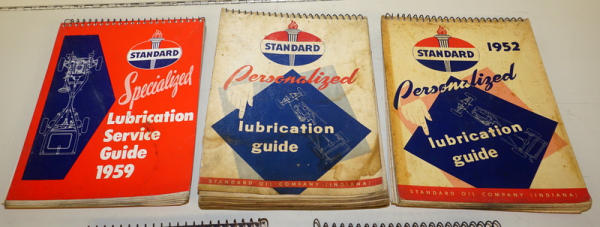 STANDARD
Specialized
Lubrication
Service
Guide
1959
STANDARD
Personalized
lubrication
guide
STANDARD OIL COMPANY (INDIANA)
STANDARD
1952
Personalized
lubrication
guide
STANDARD OIL COMPANY (INDIANA)